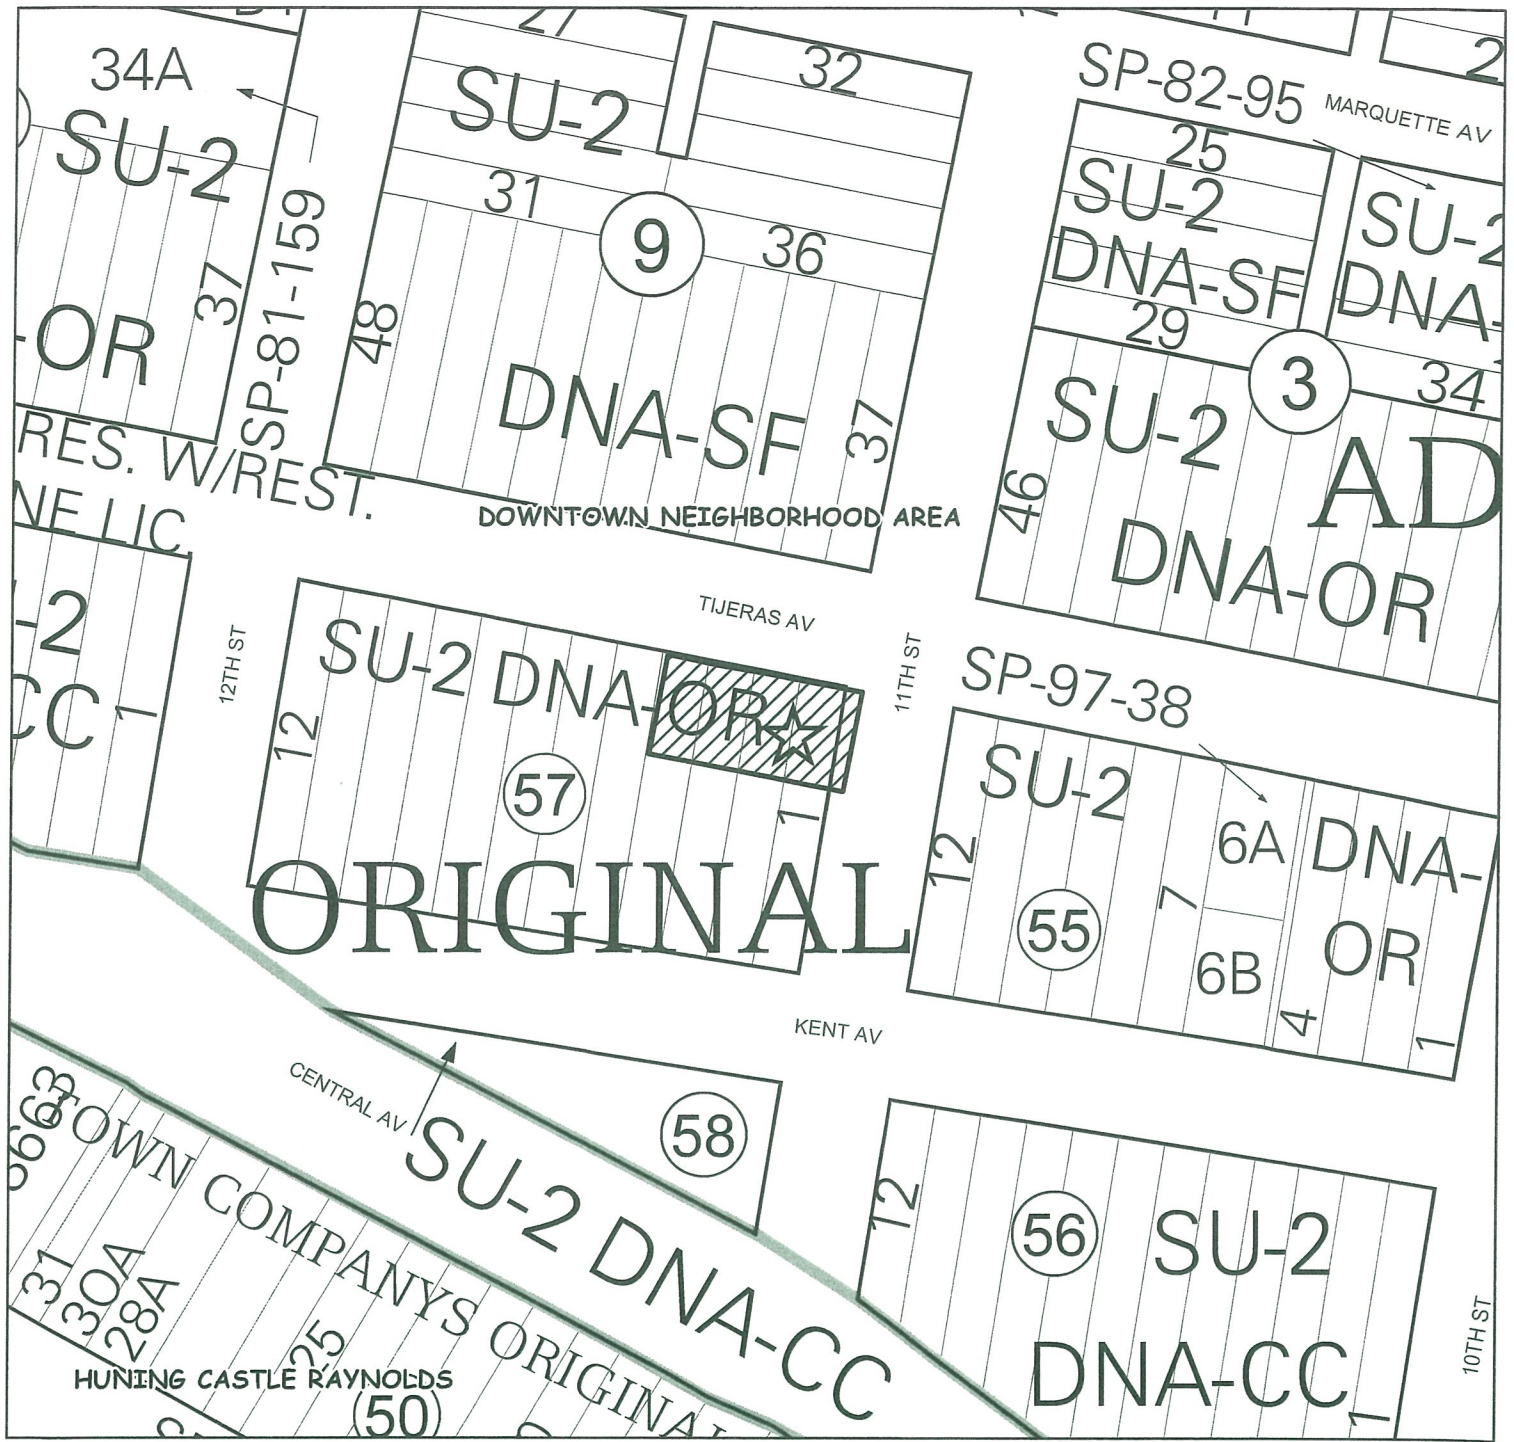 27
34A
SU-2
32
SP-82-95
MARQUETTE AV
2
SU-2
25
SU-2
SU-2
31
9
36
DNA-SF
DNA-
37
SP-81-159
48
29
3
34
-OR
DNA-SF
37
SU-2
AD
46
RES. W/REST.
DOWNTOWN NEIGHBORHOOD AREA
NE LIC.
DNA-OR
-2
12TH ST
TIJERAS AV
11TH ST
SP-97-38
SU-2 DNA-OR
CC
1
12
57
1
SU-2
6A
DNA-
OR
12
7
55
6B
4
1
ORIGINAL
KENT AV
CENTRAL AV
58
SU-2 DNA-CC
12
56
SU-2
DNA-CC
1
10TH ST
TOWN COMPANYS ORIGINAL
31
30A
28A
25
HUNING CASTLE RAYNOLDS
50